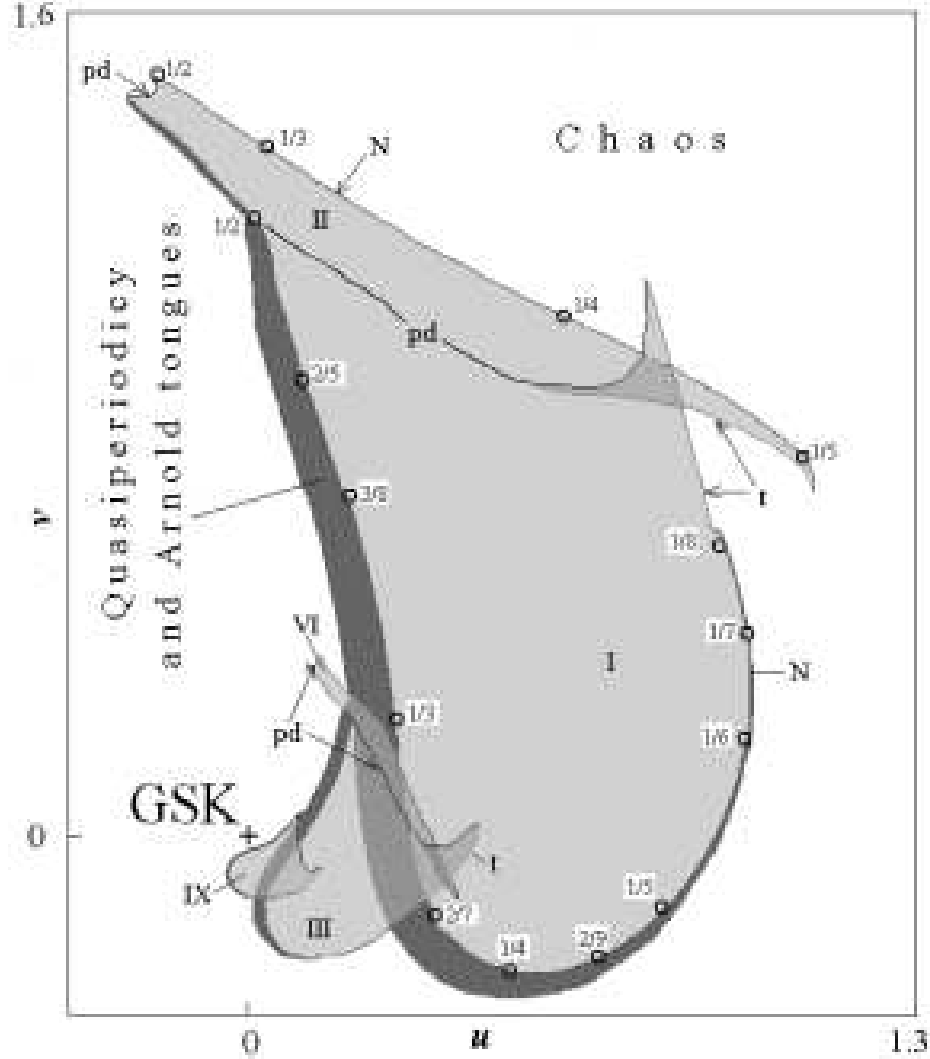 1.6
pd
1/2
1/3
N
Chaos
1/2
II
Quasiperiodicy
and Arnold tongues
1/4
pd
2/5
1/5
t
v
3/8
1/8
VI
I
1/7
N
1/3
pd
1/6
GSK
0
t
IX
III
2/7
1/5
1/4
2/9
0
u
1.3